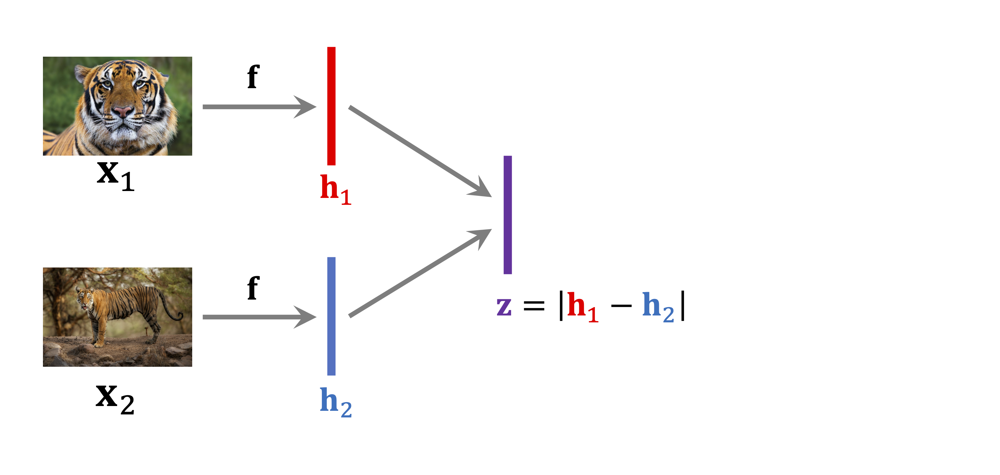 f
𝐱₁
h₁
f
z = |h₁ − h₂|
x₂
h₂